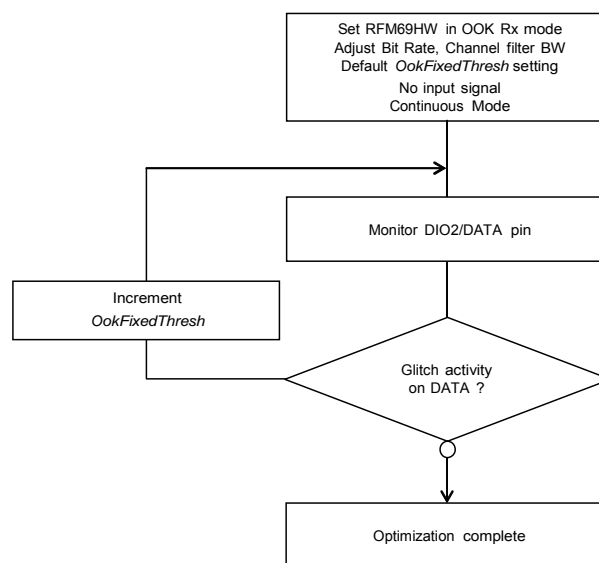 Set RFM69HW in OOK Rx mode
Adjust Bit Rate, Channel filter BW
Default OokFixedThresh setting
No input signal
Continuous Mode
Monitor DIO2/DATA pin
Increment
OokFixedThresh
Glitch activity
on DATA ?
Optimization complete